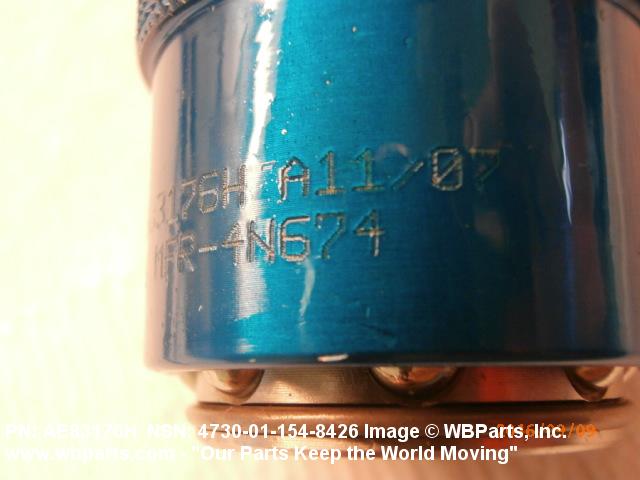 3176H A11/07
MFR-4N674
PN: AE83176H, NSN: 4730-01-154-8426 Image © WBParts, Inc.
www.wbparts.com - "Our Parts Keep the World Moving"